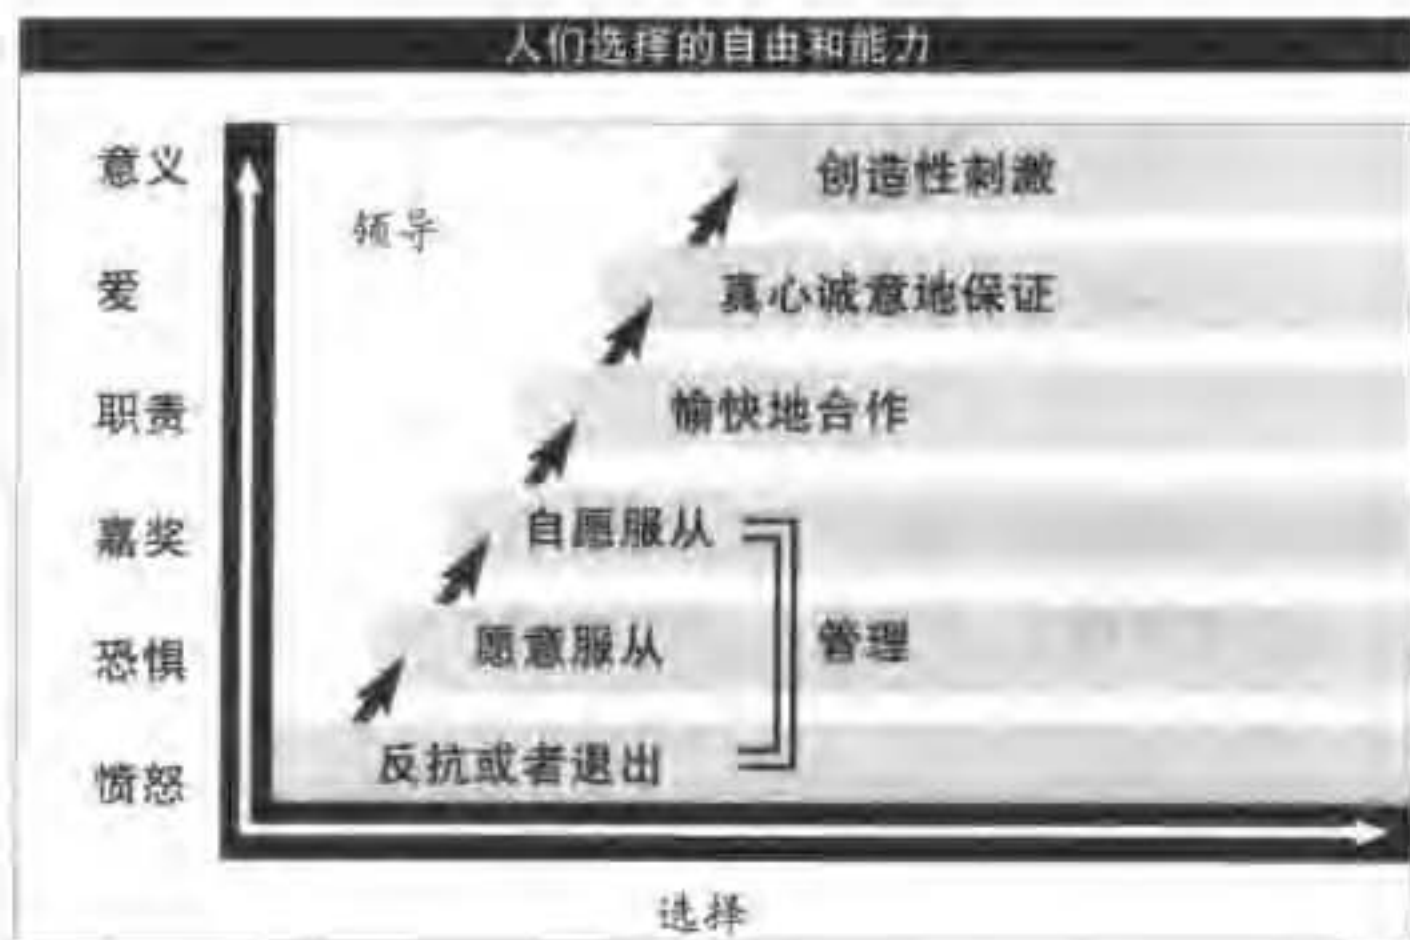 人们选择的自由和能力
意义
创造性刺激
领导
爱
真心诚意地保证
职责
愉快地合作
嘉奖
自愿服从
恐惧
愿意服从
管理
愤怒
反抗或者退出
选择